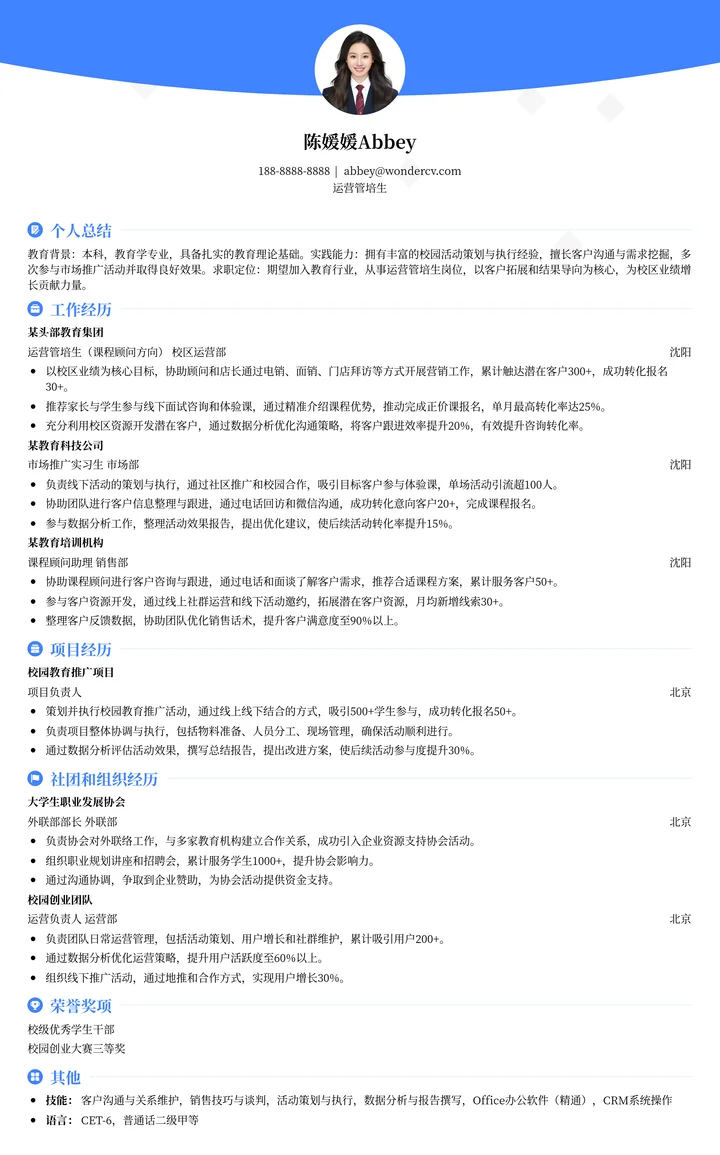 陈媛媛Abbey
188-8888-8888 | abbey@wondercv.com
运营管培生
个人总结
教育背景：本科，教育学专业，具备扎实的教育理论基础。实践能力：拥有丰富的校园活动策划与执行经验，擅长客户沟通与需求挖掘，多
次参与市场推广活动并取得良好效果。求职定位：期望加入教育行业，从事运营管培生岗位，以客户拓展和结果导向为核心，为校区业绩增
长贡献力量。
工作经历
某头部教育集团
运营管培生（课程顾问方向） 校区运营部 沈阳
• 以校区业绩为核心目标，协助顾问和店长通过电销、面销、门店拜访等方式开展营销工作，累计触达潜在客户300+，成功转化报名
30+。
• 推荐家长与学生参与线下面试咨询和体验课，通过精准介绍课程优势，推动完成正价课报名，单月最高转化率达25%。
• 充分利用校区资源开发潜在客户，通过数据分析优化沟通策略，将客户跟进效率提升20%，有效提升咨询转化率。
某教育科技公司
市场推广实习生 市场部 沈阳
• 负责线下活动的策划与执行，通过社区推广和校园合作，吸引目标客户参与体验课，单场活动引流超100人。
• 协助团队进行客户信息整理与跟进，通过电话回访和微信沟通，成功转化意向客户20+，完成课程报名。
• 参与数据分析工作，整理活动效果报告，提出优化建议，使后续活动转化率提升15%。
某教育培训机构
课程顾问助理 销售部 沈阳
• 协助课程顾问进行客户咨询与跟进，通过电话和面谈了解客户需求，推荐合适课程方案，累计服务客户50+。
• 参与客户资源开发，通过线上社群运营和线下活动邀约，拓展潜在客户资源，月均新增线索30+。
• 整理客户反馈数据，协助团队优化销售话术，提升客户满意度至90%以上。
项目经历
校园教育推广项目
项目负责人 北京
• 策划并执行校园教育推广活动，通过线上线下结合的方式，吸引500+学生参与，成功转化报名50+。
• 负责项目整体协调与执行，包括物料准备、人员分工、现场管理，确保活动顺利进行。
• 通过数据分析评估活动效果，撰写总结报告，提出改进方案，使后续活动参与度提升30%。
社团和组织经历
大学生职业发展协会
外联部部长 外联部 北京
• 负责协会对外联络工作，与多家教育机构建立合作关系，成功引入企业资源支持协会活动。
• 组织职业规划讲座和招聘会，累计服务学生1000+，提升协会影响力。
• 通过沟通协调，争取到企业赞助，为协会活动提供资金支持。
校园创业团队
运营负责人 运营部 北京
• 负责团队日常运营管理，包括活动策划、用户增长和社群维护，累计吸引用户200+。
• 通过数据分析优化运营策略，提升用户活跃度至60%以上。
• 组织线下推广活动，通过地推和合作方式，实现用户增长30%。
荣誉奖项
校级优秀学生干部
校园创业大赛三等奖
其他
• 技能： 客户沟通与关系维护，销售技巧与谈判，活动策划与执行，数据分析与报告撰写，Office办公软件（精通），CRM系统操作
• 语言： CET-6，普通话二级甲等